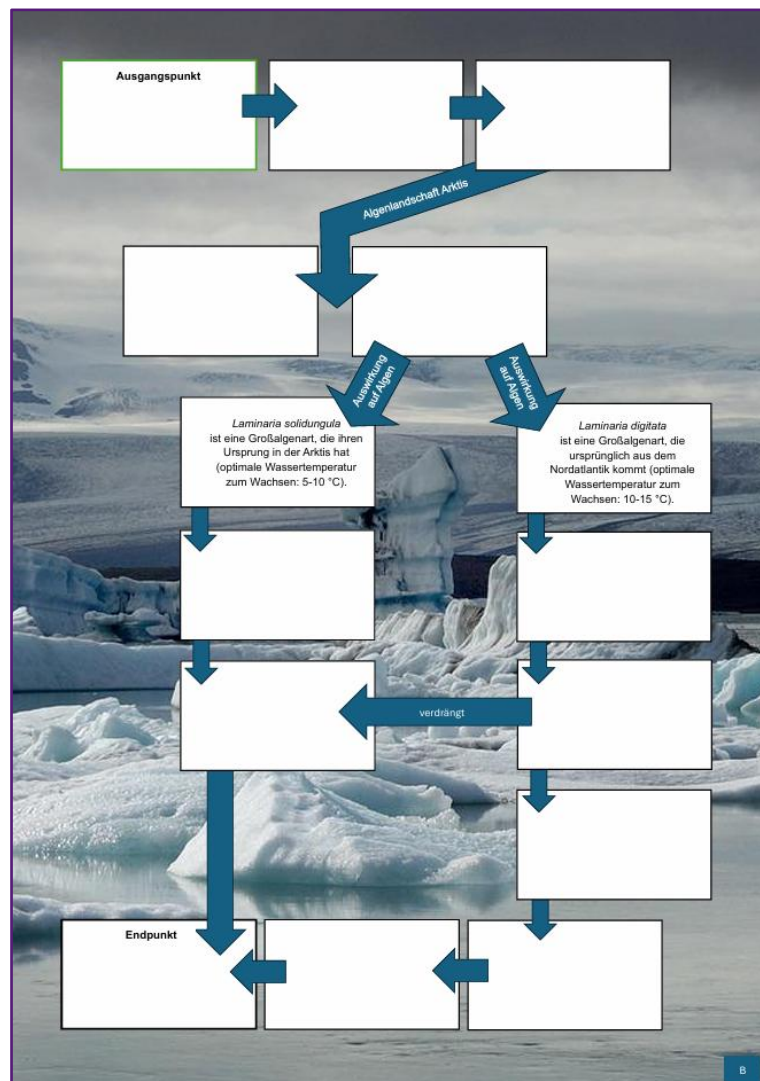 Ausgangspunkt
Algenlandschaft Arktis
Auswirkung
auf Algen
Auswirkung
auf Algen
Laminaria solidungula
ist eine Großalgenart, die ihren
Ursprung in der Arktis hat
(optimale Wassertemperatur
zum Wachsen: 5-10 °C).
Laminaria digitata
ist eine Großalgenart, die
ursprünglich aus dem
Nordatlantik kommt (optimale
Wassertemperatur zum
Wachsen: 10-15 °C).
verdrängt
Endpunkt
B